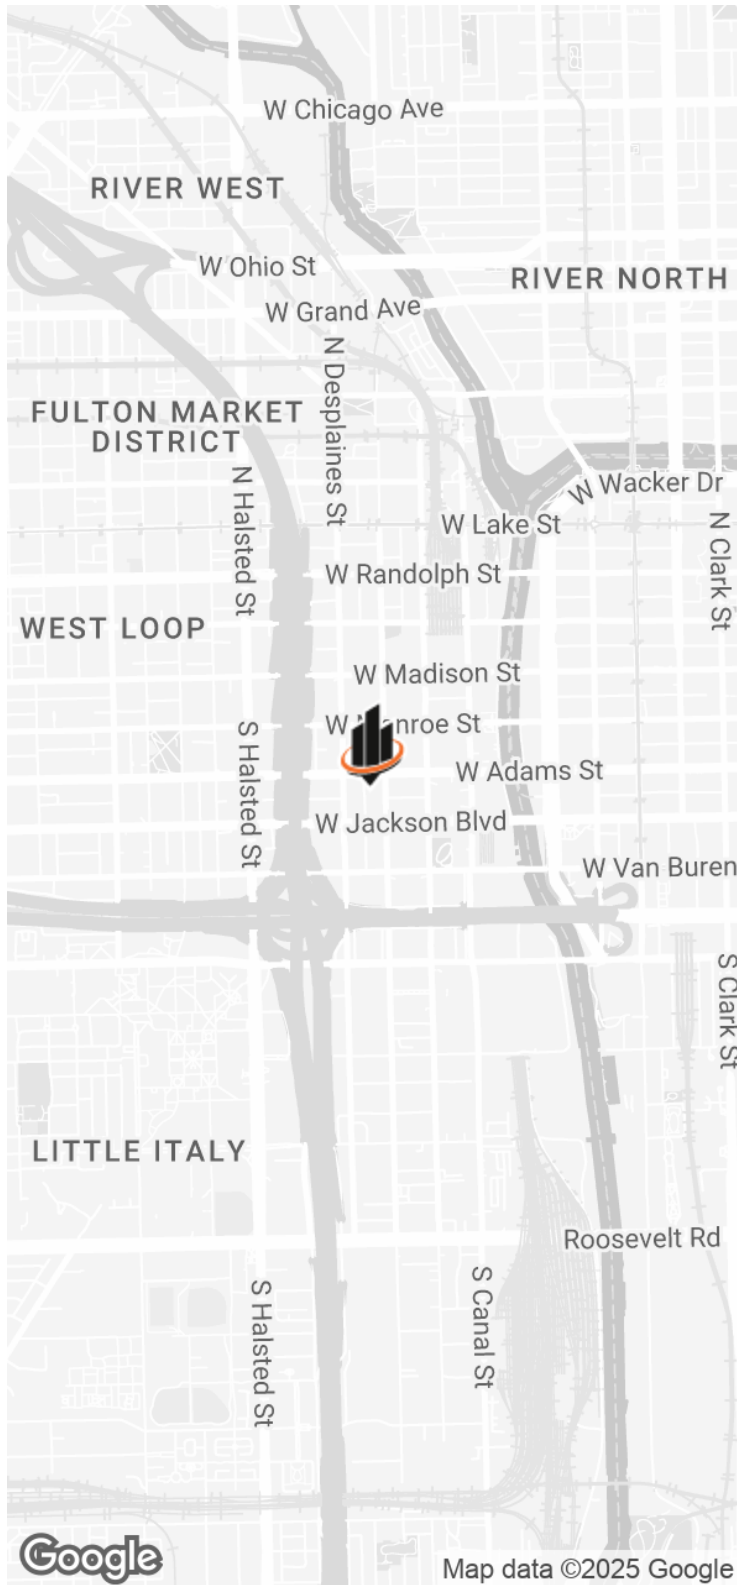 W Chicago Ave
RIVER WEST
W Ohio St
RIVER NORTH
W Grand Ave
N Desplaines St
FULTON MARKET
DISTRICT
N Halsted St
W Wacker Dr
W Lake St
N Clark St
W Randolph St
WEST LOOP
W Madison St
W nroe St
S Halsted St
W Adams St
W Jackson Blvd
W Van Buren
S Clark St
LITTLE ITALY
Roosevelt Rd
S Halsted St
S Canal St
Google
Map data ©2025 Google